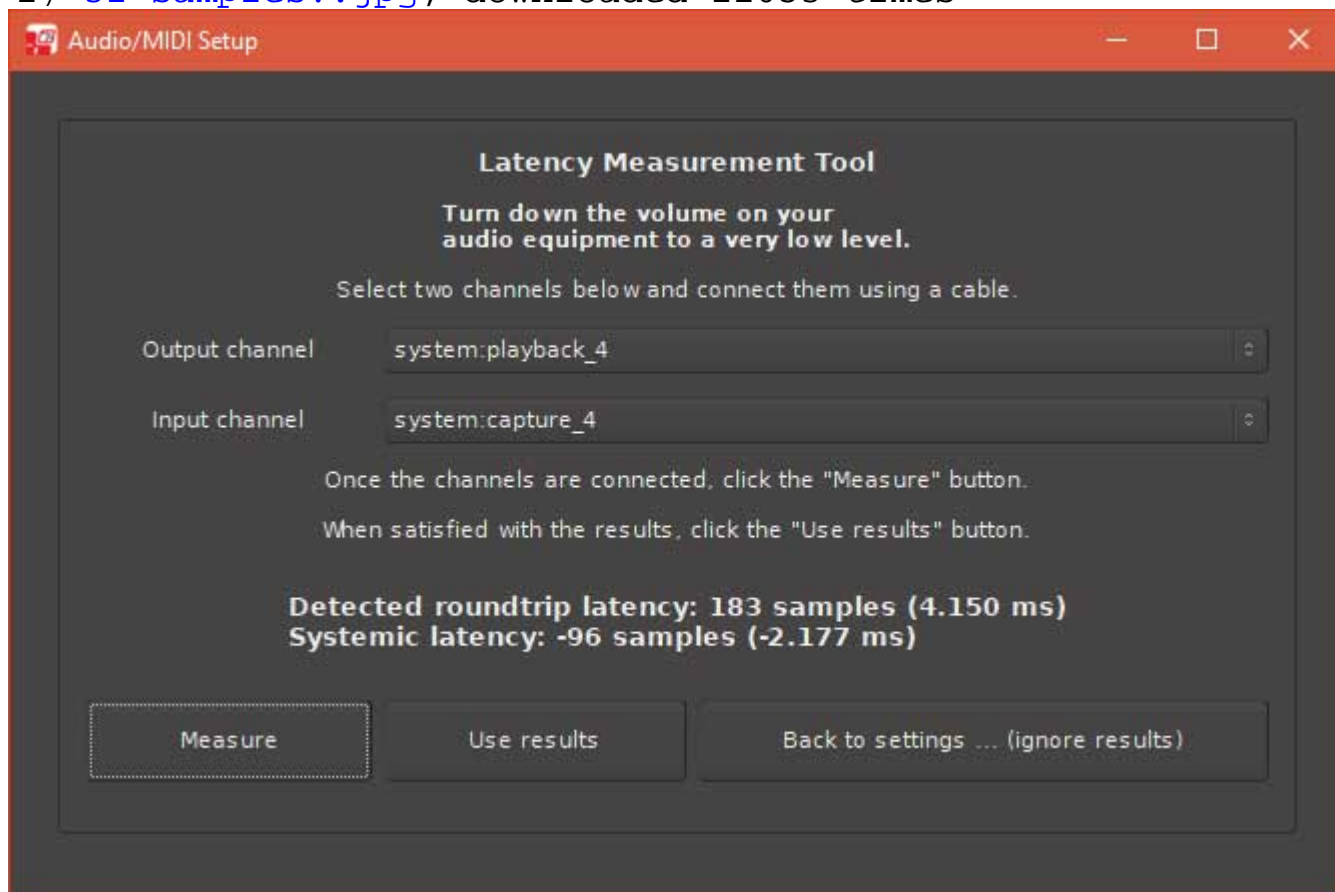 Audio/MIDI Setup
Latency Measurement Tool
Turn down the volume on your
audio equipment to a very low level.
Select two channels below and connect them using a cable.
Output channel system:playback_4
Input channel system:capture_4
Once the channels are connected, click the "Measure" button.
When satisfied with the results, click the "Use results" button.
Detected roundtrip latency: 183 samples (4.150 ms)
Systemic latency: -96 samples (-2.177 ms)
Measure Use results Back to settings ... (ignore results)